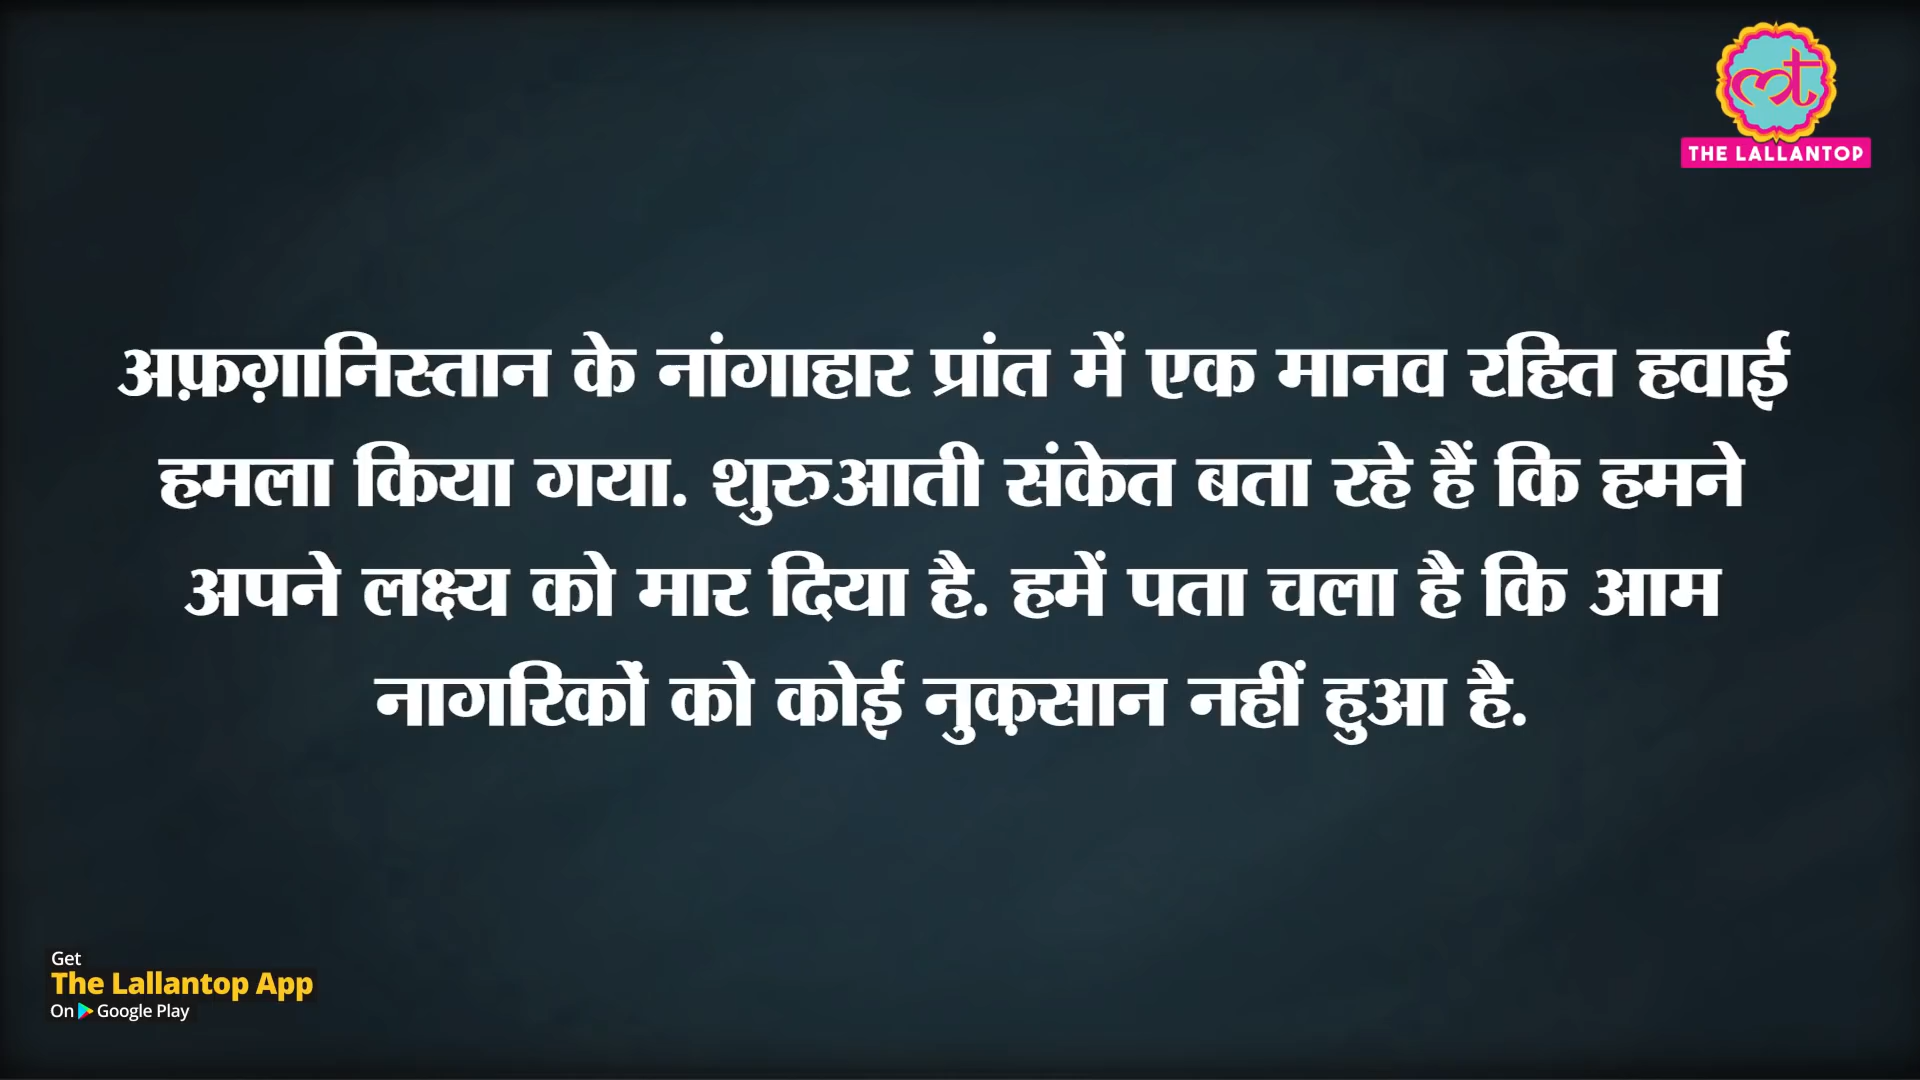 THE LALLANTOP
अफ़ग़ानिस्तान के नांगाहार प्रांत में एक मानव रहित हवाई
हमला किया गया. शुरुआती संकेत बता रहे हैं कि हमने
अपने लक्ष्य को मार दिया है. हमें पता चला है कि आम
नागरिकों को कोई नुक़सान नहीं हुआ है.
Get
The Lallantop App
On Google Play